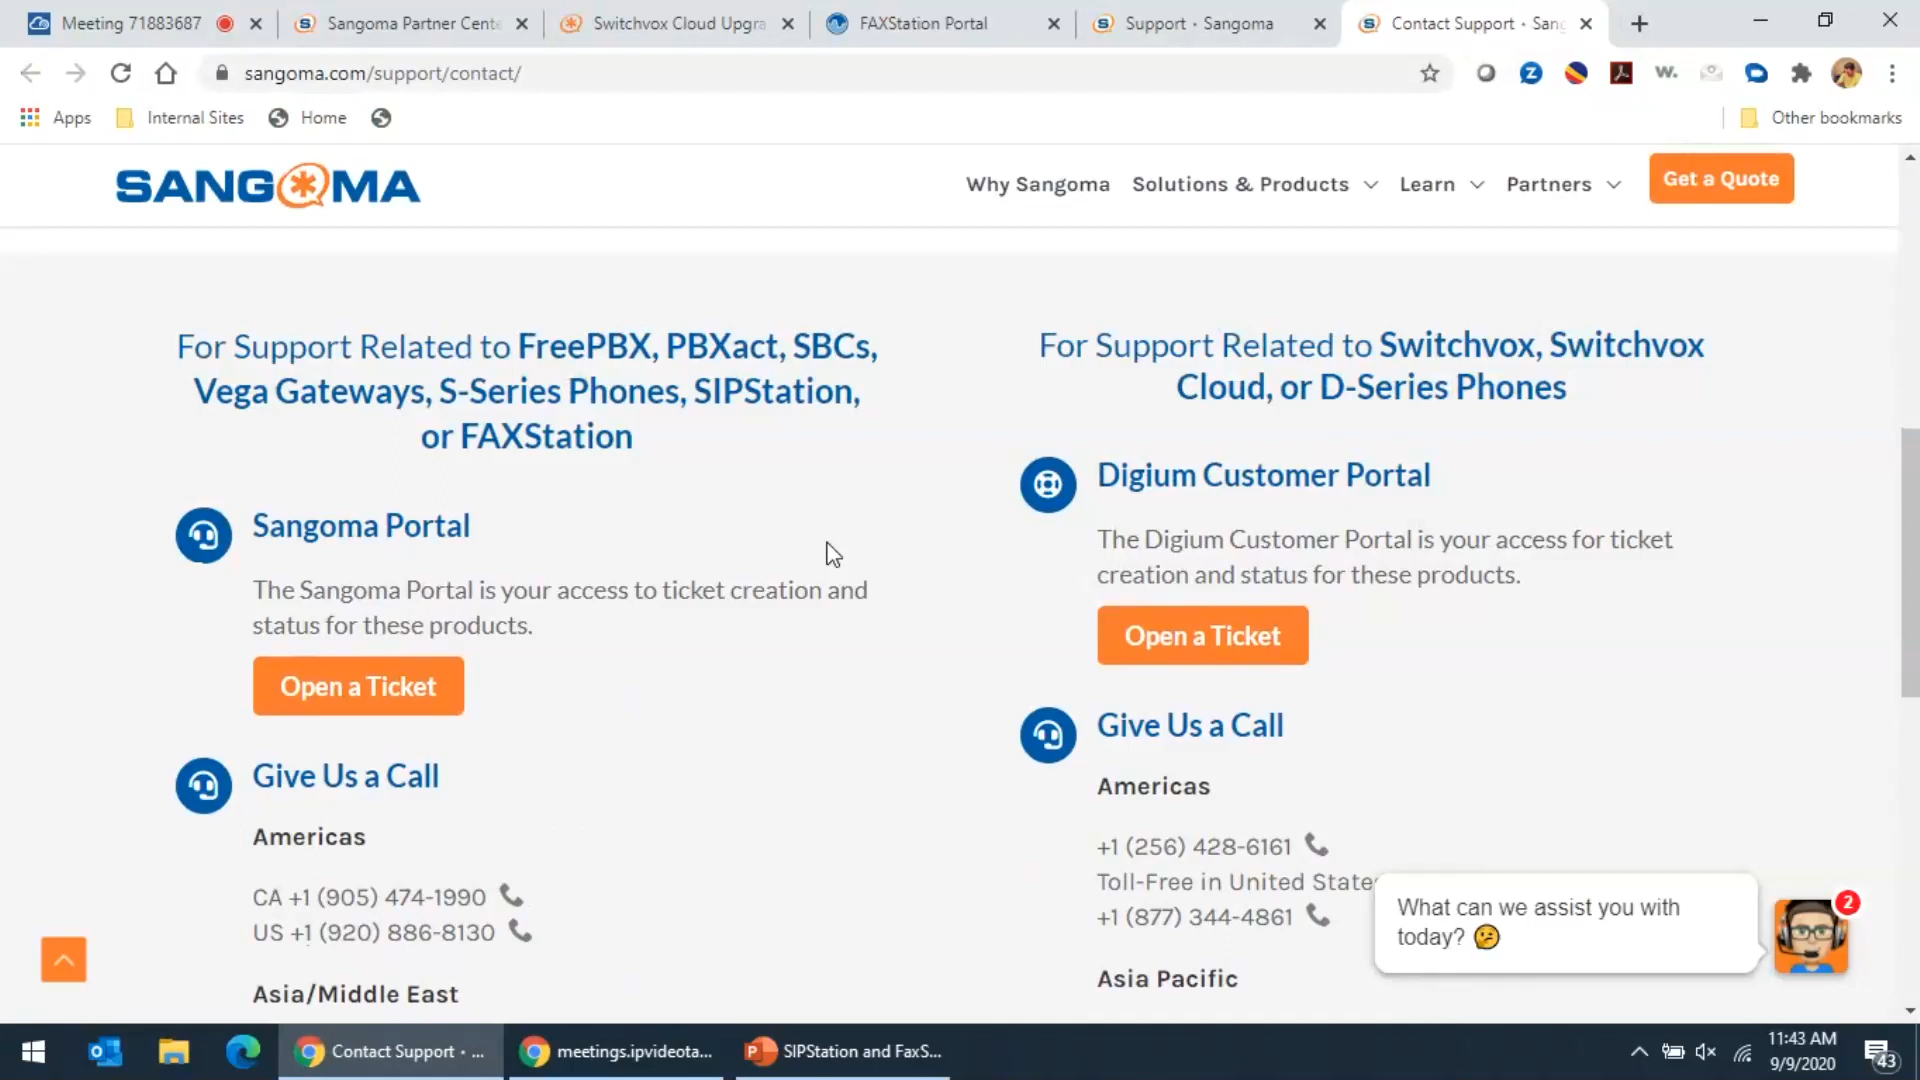 Meeting 71883687
Sangoma Partner Cente
Switchvox Cloud Upgra
FAXStation Portal
Support • Sangoma
Contact Support • Sang
sangoma.com/support/contact/
Apps
Internal Sites
Home
Other bookmarks
SANGOMA
Why Sangoma
Solutions & Products
Learn
Partners
Get a Quote
For Support Related to FreePBX, PBXact, SBCs,
Vega Gateways, S-Series Phones, SIPStation,
or FAXStation
Sangoma Portal
The Sangoma Portal is your access to ticket creation and
status for these products.
Open a Ticket
Give Us a Call
Americas
CA +1 (905) 474-1990
US +1 (920) 886-8130
Asia/Middle East
For Support Related to Switchvox, Switchvox
Cloud, or D-Series Phones
Digium Customer Portal
The Digium Customer Portal is your access for ticket
creation and status for these products.
Open a Ticket
Give Us a Call
Americas
+1 (256) 428-6161
Toll-Free in United State
+1 (877) 344-4861
Asia Pacific
What can we assist you with
today? 🤔
2
Contact Support • ...
meetings.ipvideota...
SIPStation and FaxS...
11:43 AM
9/9/2020
43